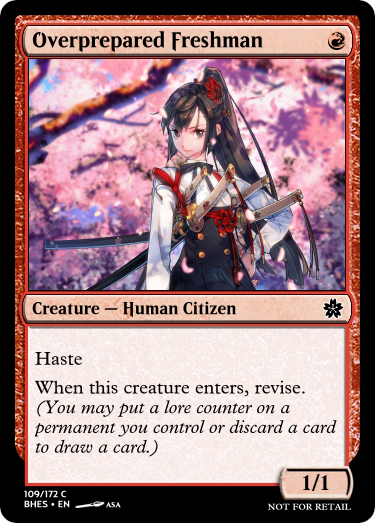 Overprepared Freshman
Creature — Human Citizen
Haste
When this creature enters, revise.
(You may put a lore counter on a
permanent you control or discard a card
to draw a card.)
1/1
109/172 C
BHES • EN ASA
NOT FOR RETAIL